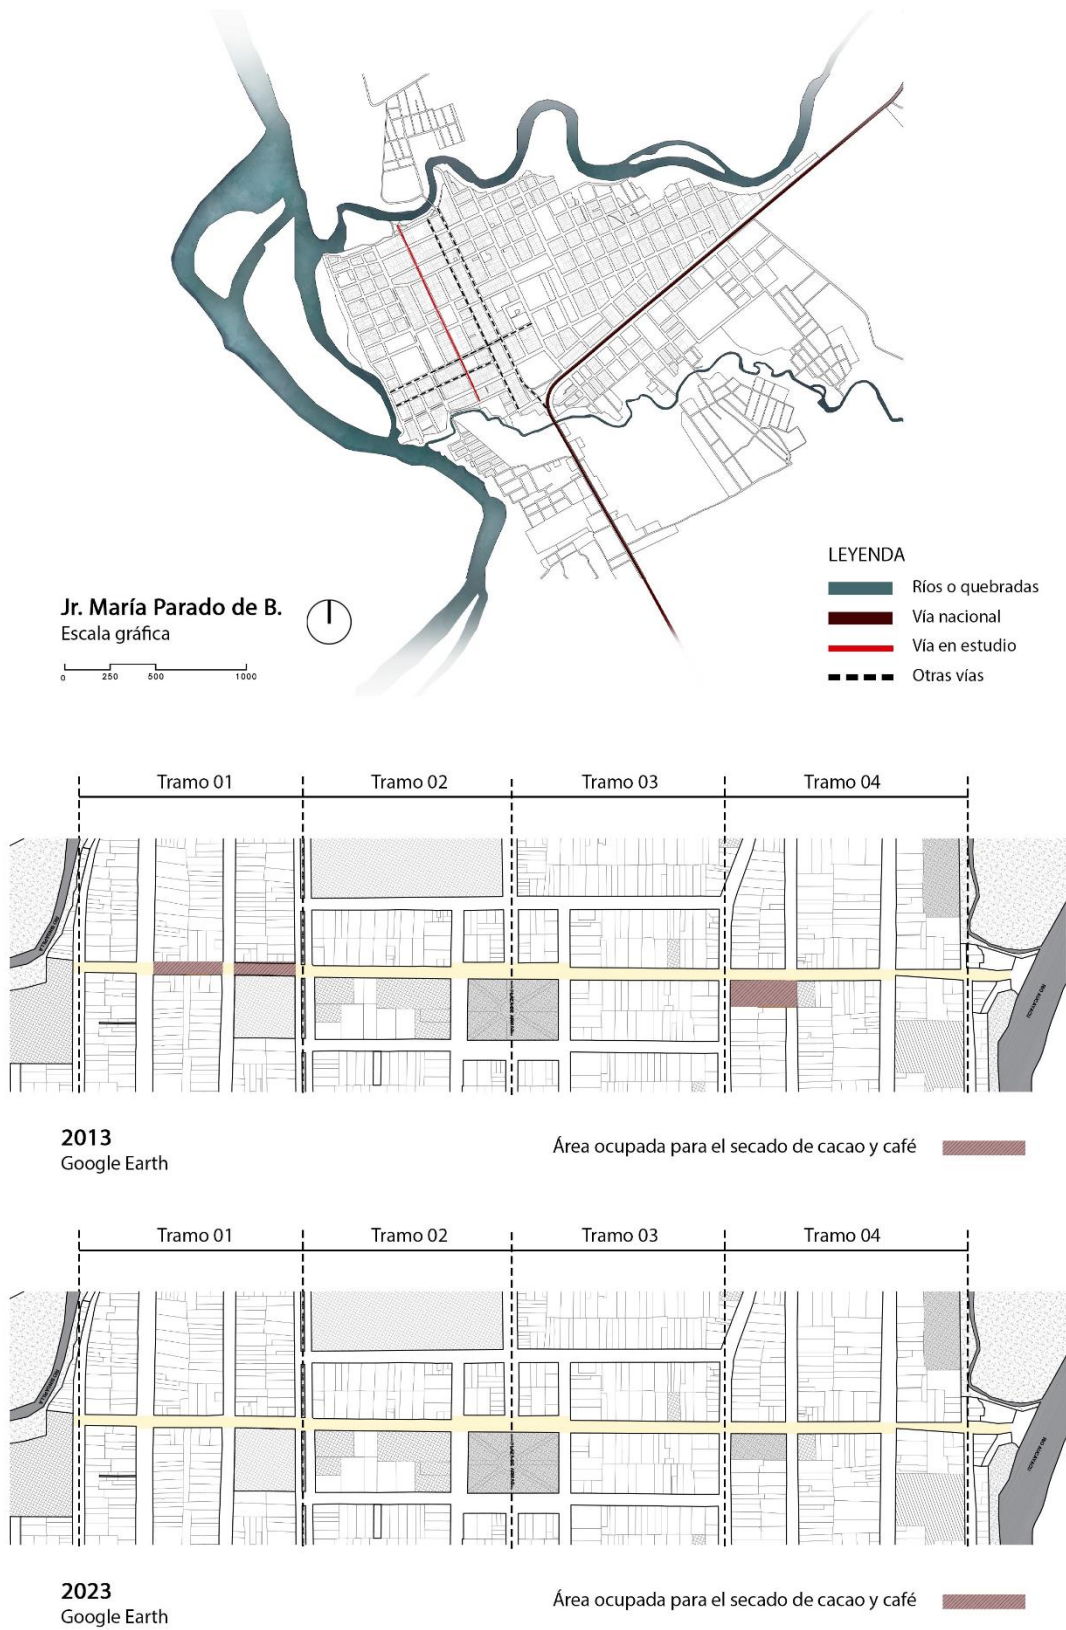 LEYENDA
Ríos o quebradas
Vía nacional
Vía en estudio
Otras vías
Jr. María Parado de B.
Escala gráfica
0 250 500 1000
Tramo 01 Tramo 02 Tramo 03 Tramo 04
2013
Google Earth
Área ocupada para el secado de cacao y café
Tramo 01 Tramo 02 Tramo 03 Tramo 04
2023
Google Earth
Área ocupada para el secado de cacao y café